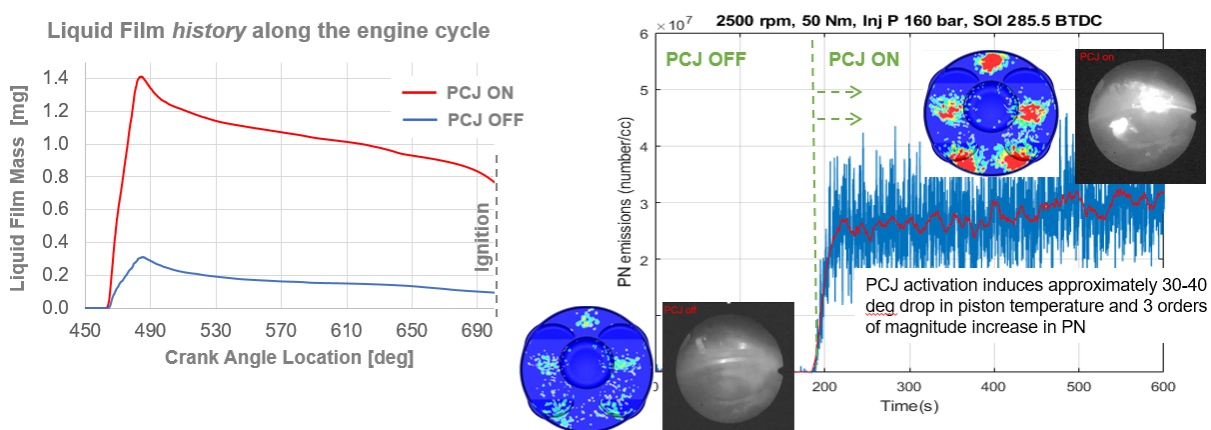 Liquid Film history along the engine cycle
Liquid Film Mass [mg]
1.4
1.2
1.0
0.8
0.6
0.4
0.2
0.0
450 490 530 570 610 650 690
Crank Angle Location [deg]
PCJ ON
PCJ OFF
Ignition
2500 rpm, 50 Nm, Inj P 160 bar, SOI 285.5 BTDC
× 10⁷
PN emissions (number/cc)
6
5
4
3
2
1
0
PCJ OFF
PCJ ON
PCJ on
PCJ off
PCJ activation induces approximately 30-40
deg drop in piston temperature and 3 orders
of magnitude increase in PN
0 200 300 400 500 600
Time(s)